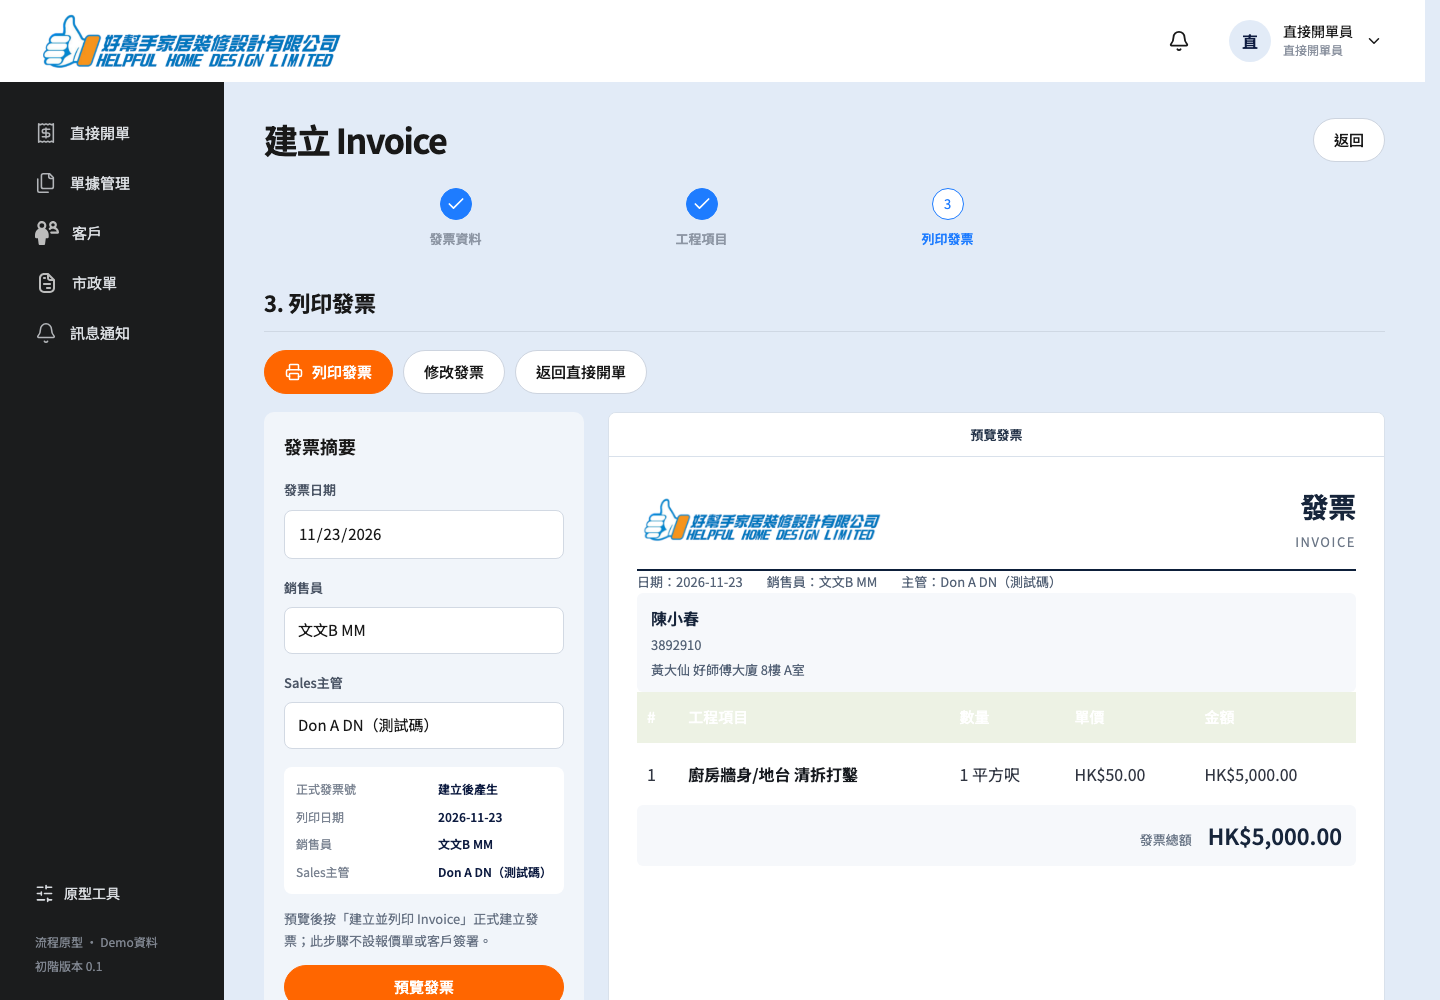 好幫手家居裝修設計有限公司
HELPFUL HOME DESIGN LIMITED
直
直接開單員
直接開單員
直接開單
單據管理
客戶
市政單
訊息通知
原型工具
流程原型 • Demo資料
初階版本 0.1
建立 Invoice
返回
發票資料
工程項目
3
列印發票
3. 列印發票
列印發票
修改發票
返回直接開單
發票摘要
發票日期
11/23/2026
銷售員
文文B MM
Sales主管
Don A DN（測試碼）
正式發票號 建立後產生
列印日期 2026-11-23
銷售員 文文B MM
Sales主管 Don A DN（測試碼）
預覽後按「建立並列印 Invoice」正式建立發
票；此步驟不設報價單或客戶簽署。
預覽發票
預覽發票
好幫手家居裝修設計有限公司
HELPFUL HOME DESIGN LIMITED
發票
INVOICE
日期：2026-11-23 銷售員：文文B MM 主管：Don A DN（測試碼）
陳小春
3892910
黃大仙 好師傅大廈 8樓 A室
# 工程項目 數量 單價 金額
1 廚房牆身/地台 清拆打鑿 1 平方呎 HK$50.00 HK$5,000.00
發票總額 HK$5,000.00